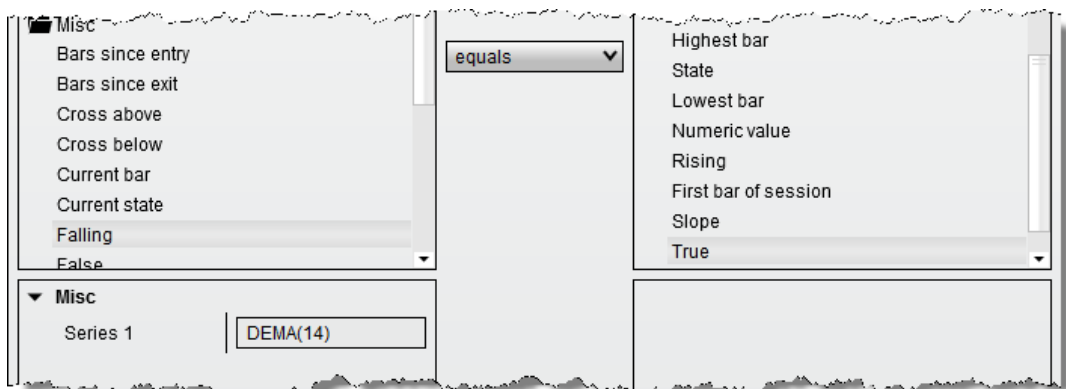 Misc
Bars since entry
Bars since exit
Cross above
Cross below
Current bar
Current state
Falling
False
equals
Highest bar
State
Lowest bar
Numeric value
Rising
First bar of session
Slope
True
Misc
Series 1
DEMA(14)